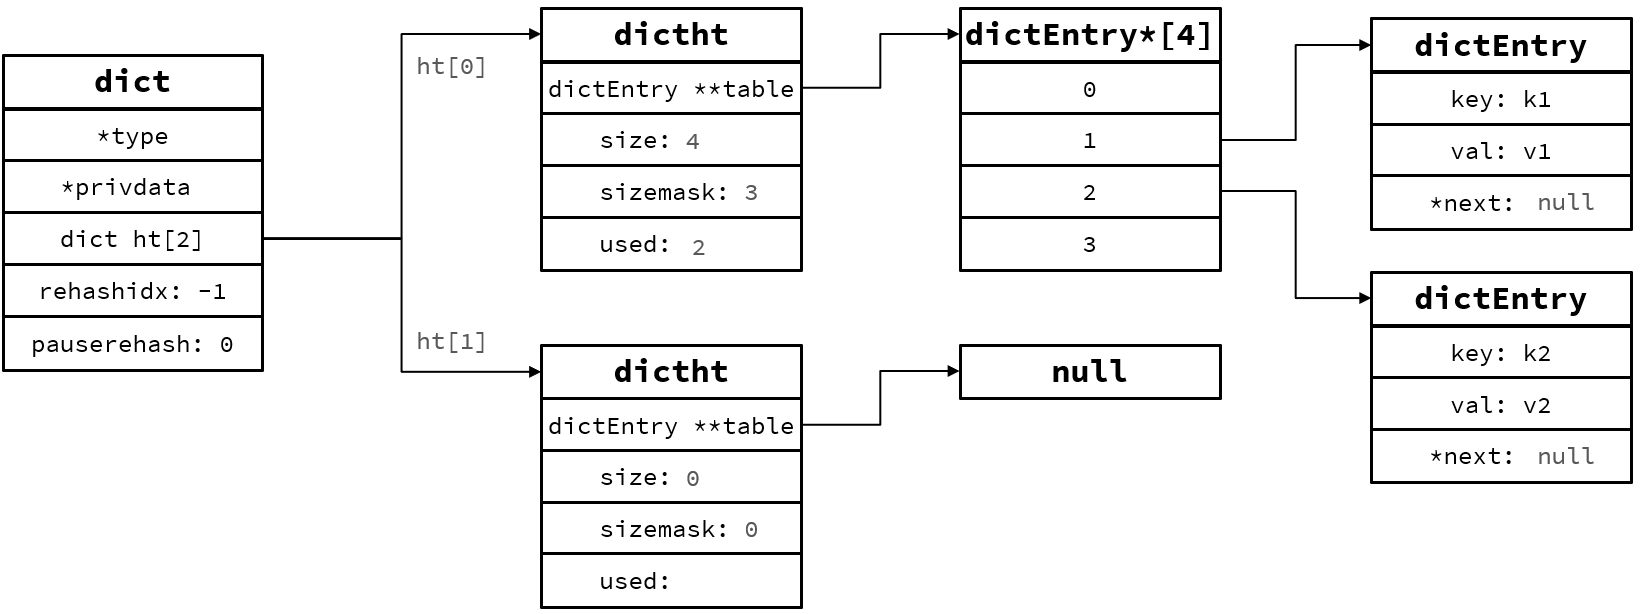 dict
*type
*privdata
dict ht[2]
rehashidx: -1
pauserehash: 0
ht[0]
ht[1]
dictht
dictEntry **table
size: 4
sizemask: 3
used: 2
dictht
dictEntry **table
size: 0
sizemask: 0
used:
dictEntry*[4]
0
1
2
3
null
dictEntry
key: k1
val: v1
*next: null
dictEntry
key: k2
val: v2
*next: null